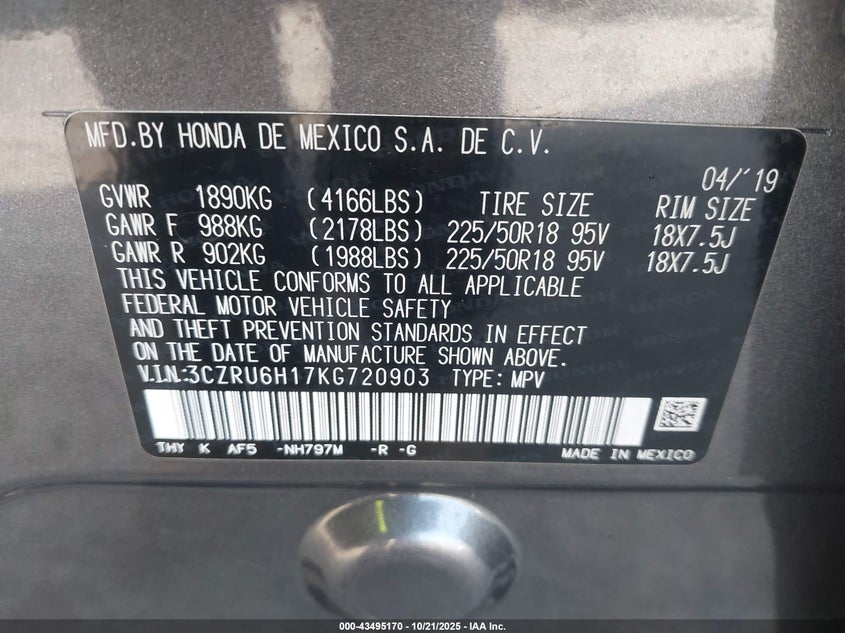 MFD.BY HONDA DE MEXICO S.A. DE C.V.
04/'19
GVWR 1890KG (4166LBS) TIRE SIZE RIM SIZE
GAWR F 988KG (2178LBS) 225/50R18 95V 18X7.5J
GAWR R 902KG (1988LBS) 225/50R18 95V 18X7.5J
THIS VEHICLE CONFORMS TO ALL APPLICABLE
FEDERAL MOTOR VEHICLE SAFETY
AND THEFT PREVENTION STANDARDS IN EFFECT
ON THE DATE OF MANUFACTURE SHOWN ABOVE.
V.I.N.:3CZRU6H17KG720903 TYPE: MPV
THY K AF5 -NH797M -R -G
MADE IN MEXICO
000-43495170 - 10/21/2025 - IAA Inc.